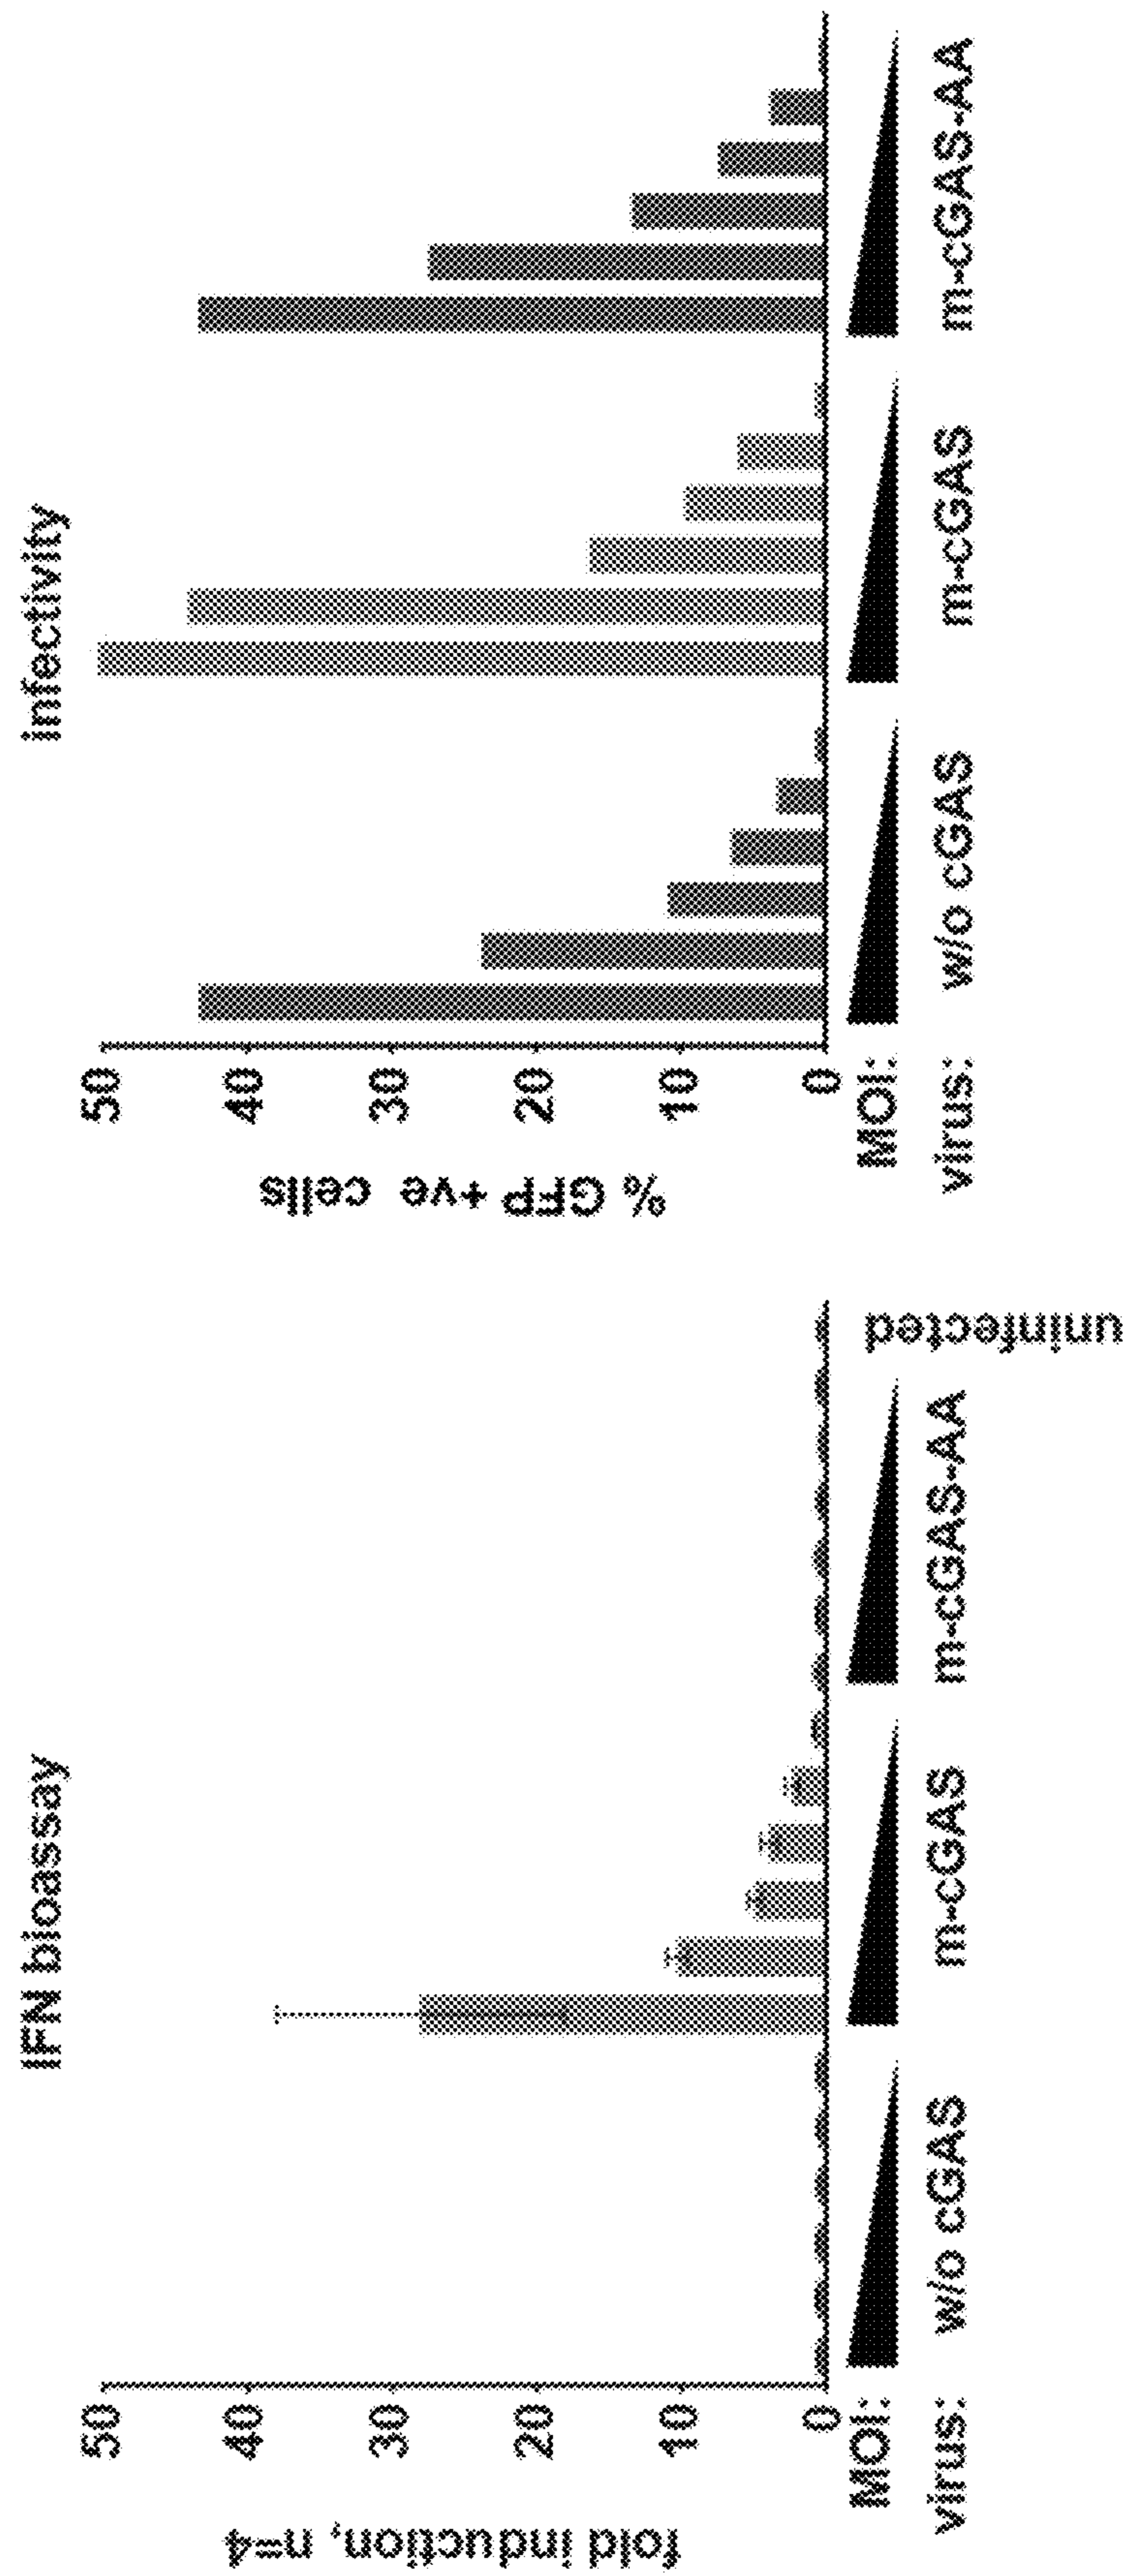 IFN bioassay
fold induction, n=4
50
40
30
20
10
0
MOI:
virus: w/o cGAS m-cGAS m-cGAS-AA uninfected
infectivity
% GFP +ve cells
50
40
30
20
10
0
MOI:
virus: w/o cGAS m-cGAS m-cGAS-AA